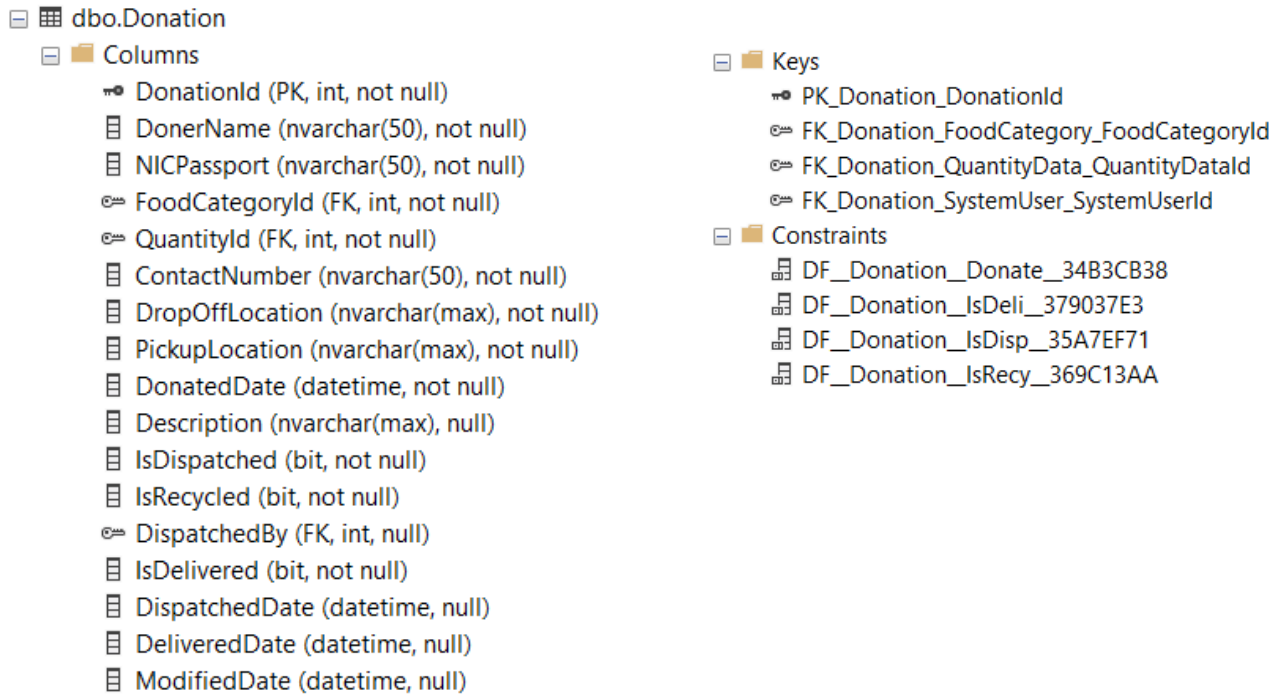 dbo.Donation
Columns
DonationId (PK, int, not null)
DonerName (nvarchar(50), not null)
NICPassport (nvarchar(50), not null)
FoodCategoryId (FK, int, not null)
QuantityId (FK, int, not null)
ContactNumber (nvarchar(50), not null)
DropOffLocation (nvarchar(max), not null)
PickupLocation (nvarchar(max), not null)
DonatedDate (datetime, not null)
Description (nvarchar(max), null)
IsDispatched (bit, not null)
IsRecycled (bit, not null)
DispatchedBy (FK, int, null)
IsDelivered (bit, not null)
DispatchedDate (datetime, null)
DeliveredDate (datetime, null)
ModifiedDate (datetime, null)
Keys
PK_Donation_DonationId
FK_Donation_FoodCategory_FoodCategoryId
FK_Donation_QuantityData_QuantityDataId
FK_Donation_SystemUser_SystemUserId
Constraints
DF__Donation__Donate__34B3CB38
DF__Donation__IsDeli__379037E3
DF__Donation__IsDisp__35A7EF71
DF__Donation__IsRecy__369C13AA